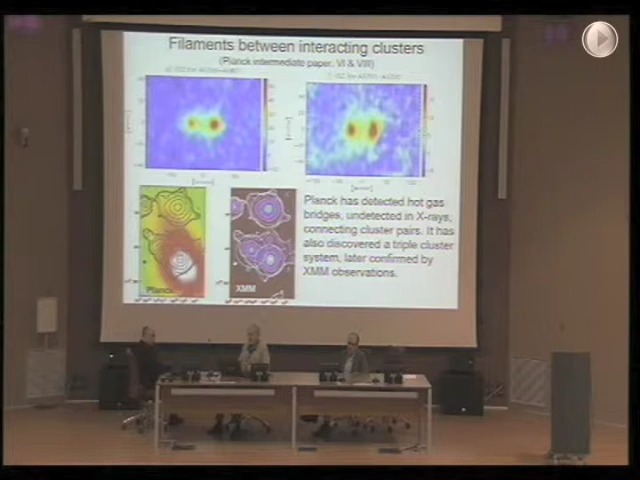 Filaments between interacting clusters
(Planck intermediate paper. VI & VIII)
Planck has detected hot gas
bridges, undetected in X-rays,
connecting cluster pairs. It has
also discovered a triple cluster
system, later confirmed by
XMM observations.
Planck
XMM